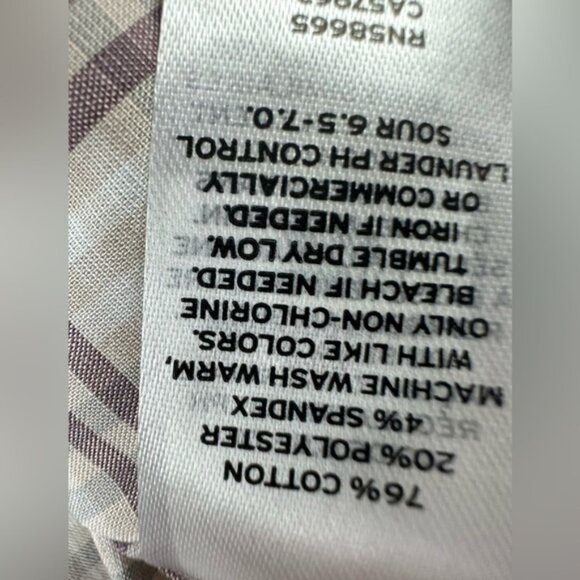 76% COTTON
20% POLYESTER
4% SPANDEX
MACHINE WASH WARM,
WITH LIKE COLORS.
ONLY NON-CHLORINE
BLEACH IF NEEDED.
TUMBLE DRY LOW.
IRON IF NEEDED.
OR COMMERCIALLY
LAUNDER PH CONTROL
SOUR 6.5-7.0.
RN58665